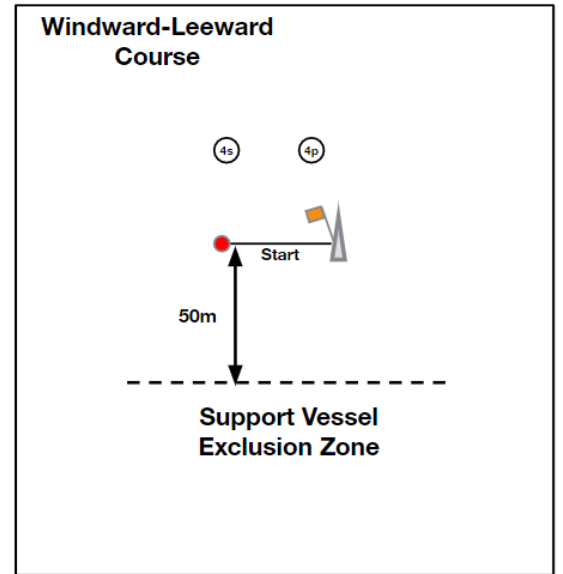 Windward-Leeward
Course
4s
4p
Start
50m
Support Vessel
Exclusion Zone